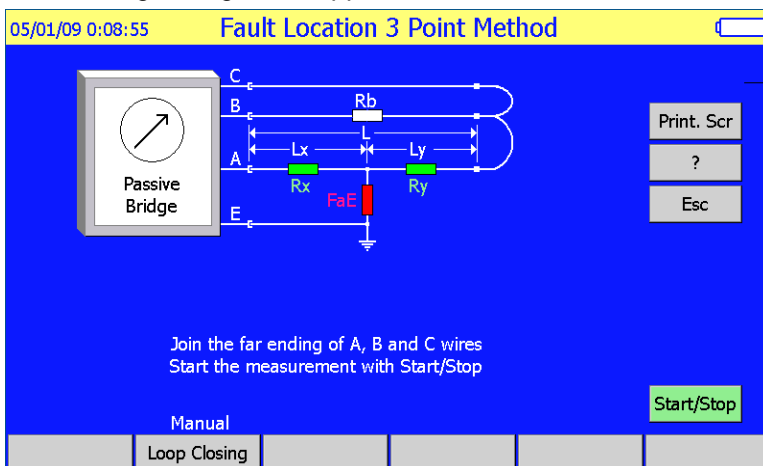 05/01/09 0:08:55 Fault Location 3 Point Method
C
B Rb
L
Lx Ly
A
Rx Ry
FaE
E
Passive
Bridge
Print. Scr
?
Esc
Join the far ending of A, B and C wires
Start the measurement with Start/Stop
Start/Stop
Manual
Loop Closing